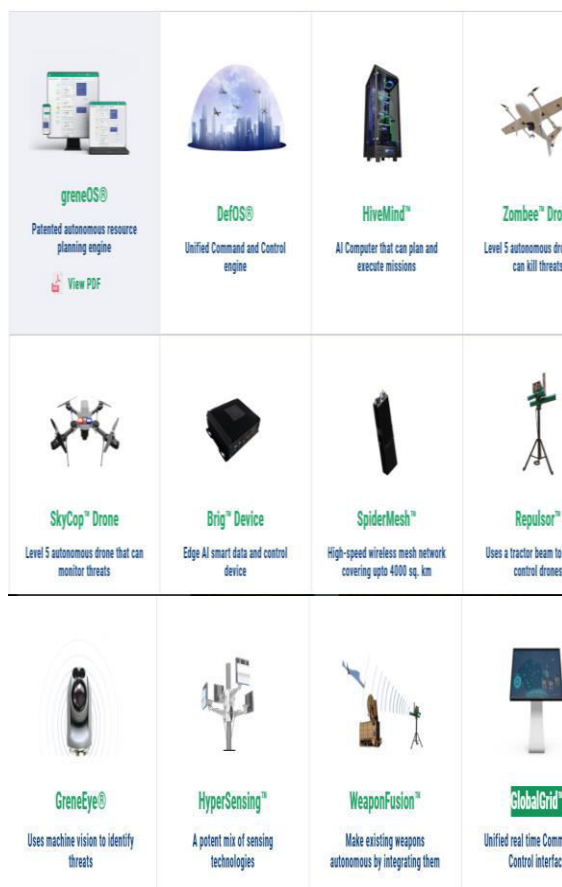 greneOS®
Patented autonomous resource
planning engine
View PDF
DefOS®
Unified Command and Control
engine
HiveMind™
AI Computer that can plan and
execute missions
Zombee™ Dro
Level 5 autonomous dro
can kill threats
SkyCop™ Drone
Level 5 autonomous drone that can
monitor threats
Brig™ Device
Edge AI smart data and control
device
SpiderMesh™
High-speed wireless mesh network
covering upto 4000 sq. km
Repulsor™
Uses a tractor beam to
control drones
GreneEye®
Uses machine vision to identify
threats
HyperSensing™
A potent mix of sensing
technologies
WeaponFusion™
Make existing weapons
autonomous by integrating them
GlobalGrid™
Unified real time Comm
Control interfac